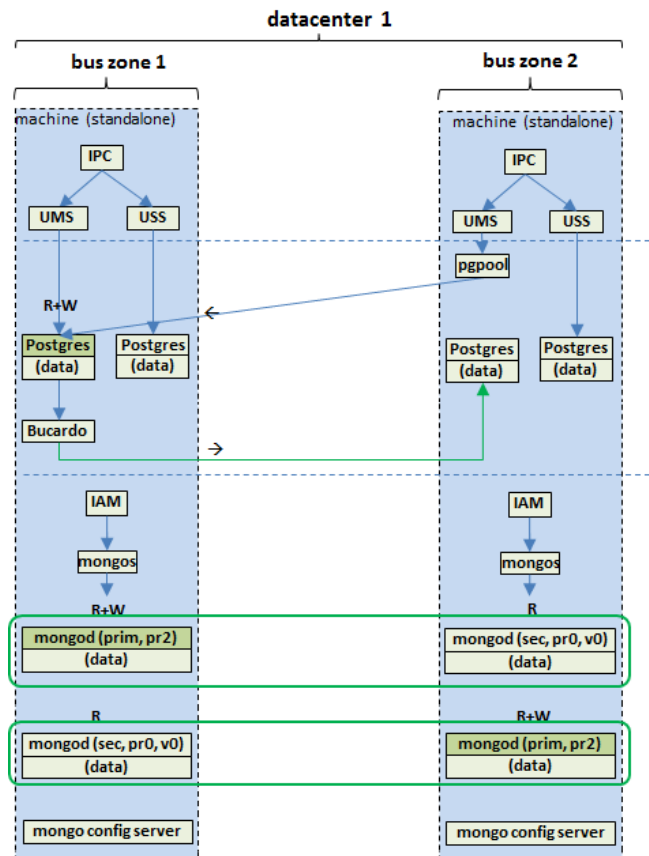 datacenter 1
bus zone 1
bus zone 2
machine (standalone)
machine (standalone)
IPC
IPC
UMS
USS
UMS
USS
pgpool
R+W
Postgres
(data)
Postgres
(data)
Postgres
(data)
Postgres
(data)
Bucardo
IAM
IAM
mongos
mongos
R+W
R
mongod (prim, pr2)
(data)
mongod (sec, pr0, v0)
(data)
R
R+W
mongod (sec, pr0, v0)
(data)
mongod (prim, pr2)
(data)
mongo config server
mongo config server